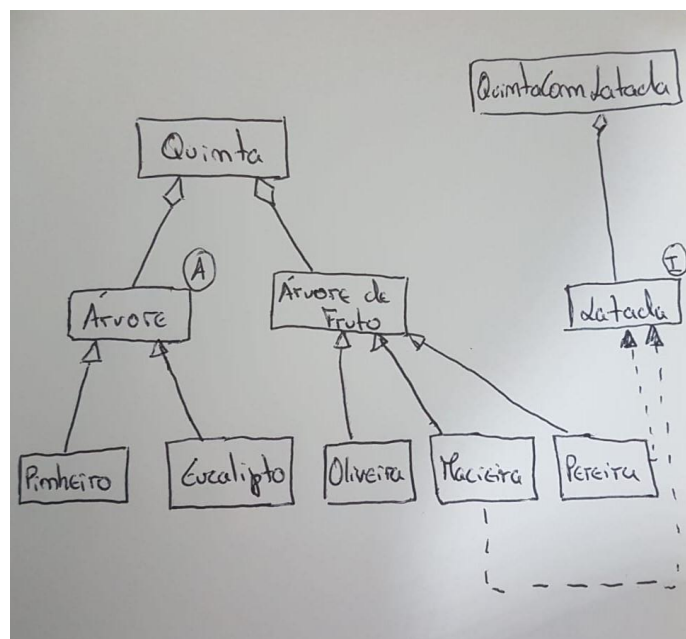 QuintaComLatada
Quinta
A
Árvore
Árvore de
Fruto
I
Latada
Pinheiro
Eucalipto
Oliveira
Macieira
Pereira